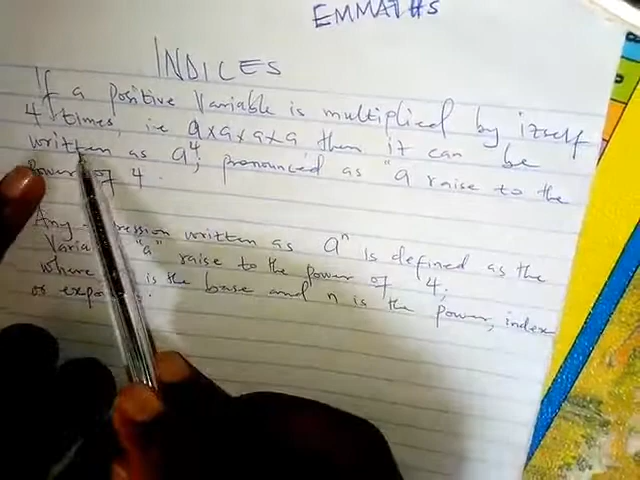 EMMATHS
INDICES
If a positive Variable is multiplied by itself
4 times, ie a×a×a×a then it can be
written as a⁴; pronounced as "a raise to the
Power of 4.
Any written as aⁿ is defined as the
"a" raise to the power of 4;
where is the base and n is the power, index
or